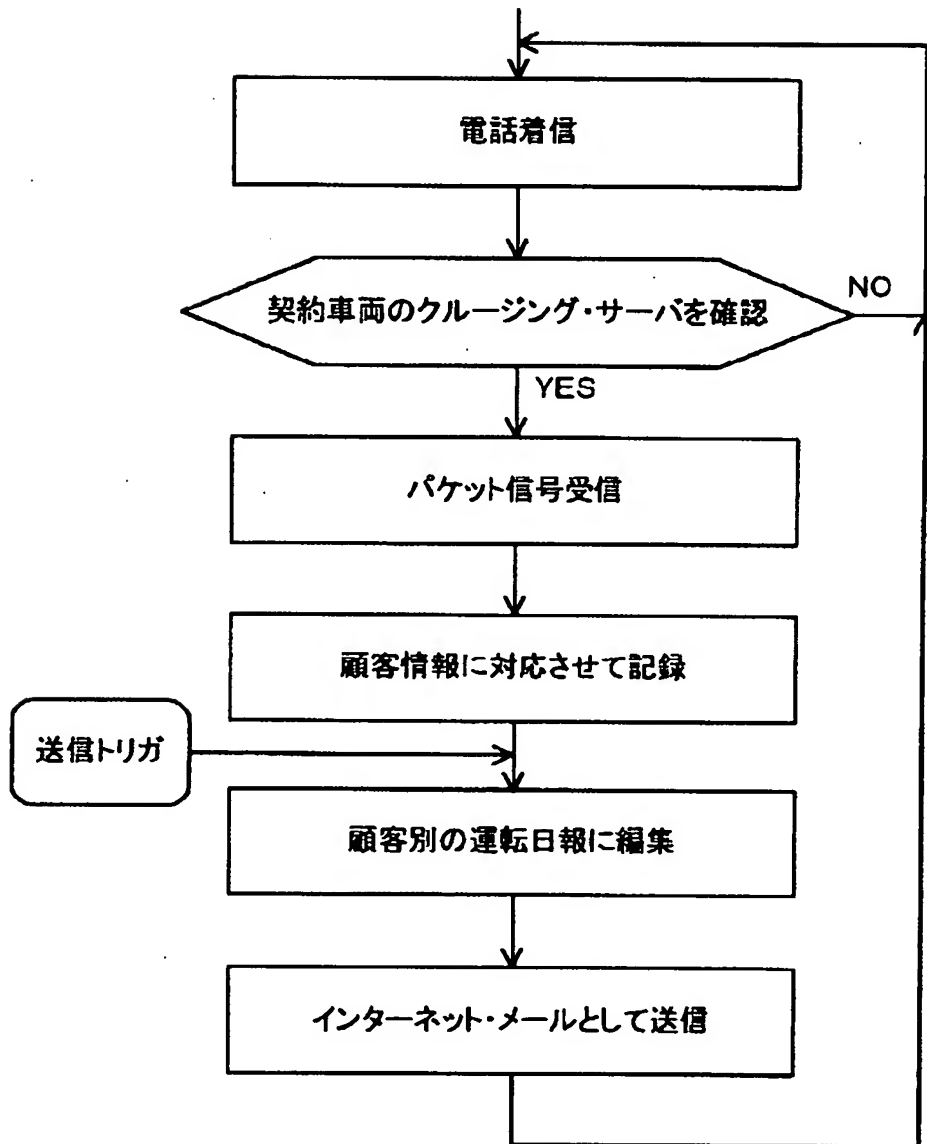 電話着信
契約車両のクルージング・サーバを確認
NO
YES
パケット信号受信
顧客情報に対応させて記録
送信トリガ
顧客別の運転日報に編集
インターネット・メールとして送信